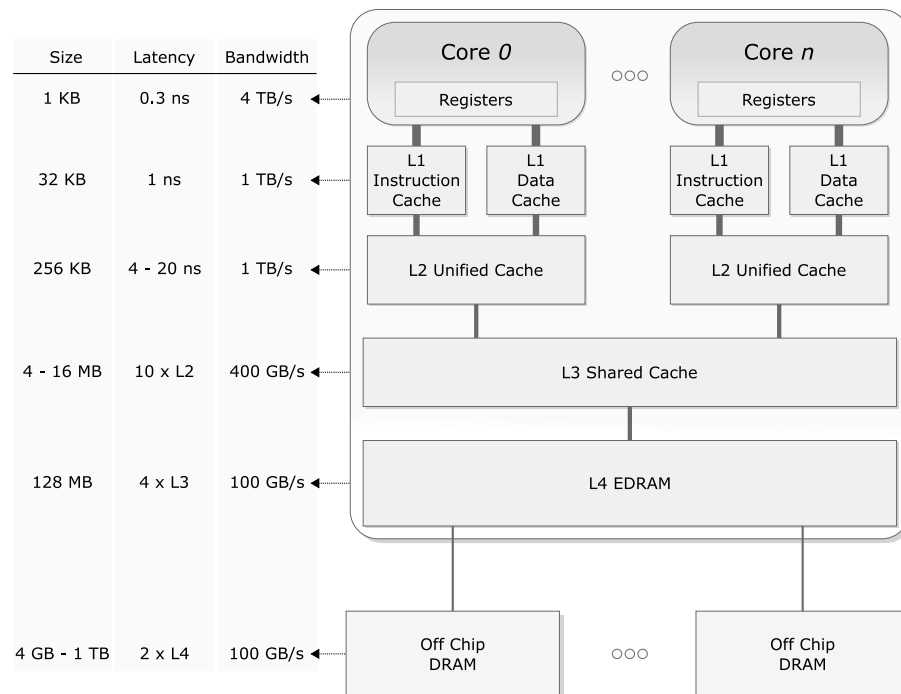 Size Latency Bandwidth
Core 0 Core n
1 KB 0.3 ns 4 TB/s
Registers Registers
32 KB 1 ns 1 TB/s
L1
Instruction
Cache
L1
Data
Cache
L1
Instruction
Cache
L1
Data
Cache
256 KB 4 - 20 ns 1 TB/s
L2 Unified Cache L2 Unified Cache
4 - 16 MB 10 x L2 400 GB/s
L3 Shared Cache
128 MB 4 x L3 100 GB/s
L4 EDRAM
4 GB - 1 TB 2 x L4 100 GB/s
Off Chip
DRAM
Off Chip
DRAM